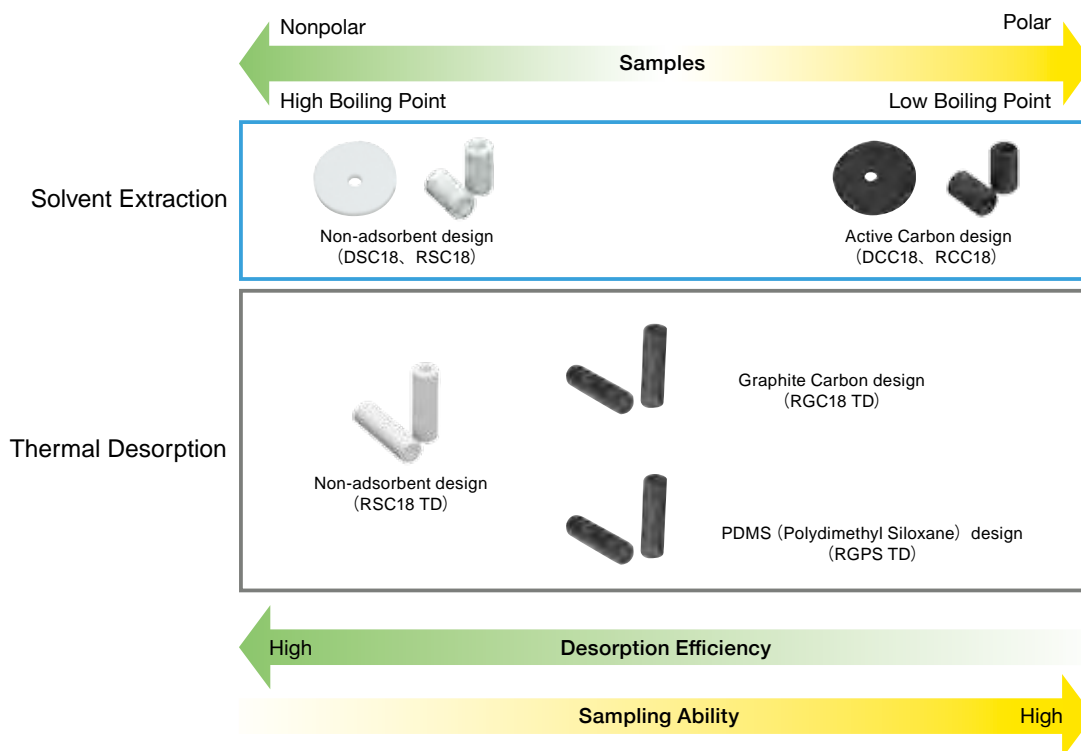 Nonpolar
Polar
Samples
High Boiling Point
Low Boiling Point
Solvent Extraction
Non-adsorbent design
（DSC18、RSC18）
Active Carbon design
（DCC18、RCC18）
Thermal Desorption
Non-adsorbent design
（RSC18 TD）
Graphite Carbon design
（RGC18 TD）
PDMS（Polydimethyl Siloxane）design
（RGPS TD）
High
Desorption Efficiency
Sampling Ability
High